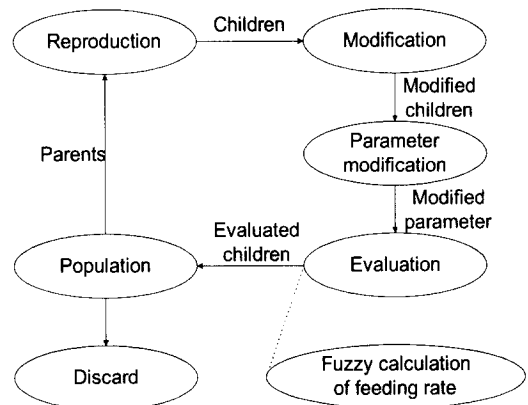 Reproduction
Children
Modification
Modified
children
Parents
Parameter
modification
Modified
parameter
Evaluated
children
Population
Evaluation
Discard
Fuzzy calculation
of feeding rate